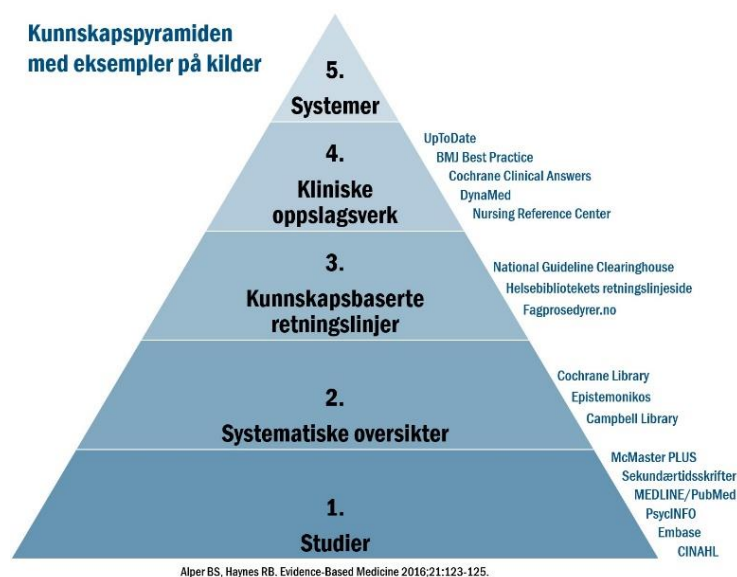 Kunnskapspyramiden
med eksempler på kilder
5.
Systemer
4.
Kliniske
oppslagsverk
UpToDate
BMJ Best Practice
Cochrane Clinical Answers
DynaMed
Nursing Reference Center
3.
Kunnskapsbaserte
retningslinjer
National Guideline Clearinghouse
Helsebibliotekets retningslinjeside
Fagprosedyrer.no
2.
Systematiske oversikter
Cochrane Library
Epistemonikos
Campbell Library
1.
Studier
McMaster PLUS
Sekundærtidsskrifter
MEDLINE/PubMed
PsycINFO
Embase
CINAHL
Alper BS, Haynes RB. Evidence-Based Medicine 2016;21:123-125.